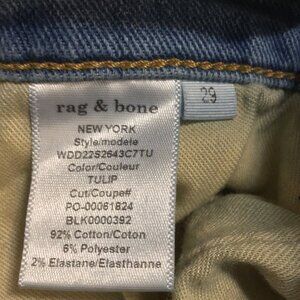 rag & bone
29
NEW YORK
Style/modele
WDD22S2643C7TU
Color/Couleur
TULIP
Cut/Coupe#
PO-00061824
BLK0000392
92% Cotton/Coton
6% Polyester
2% Elastane/Elasthanne